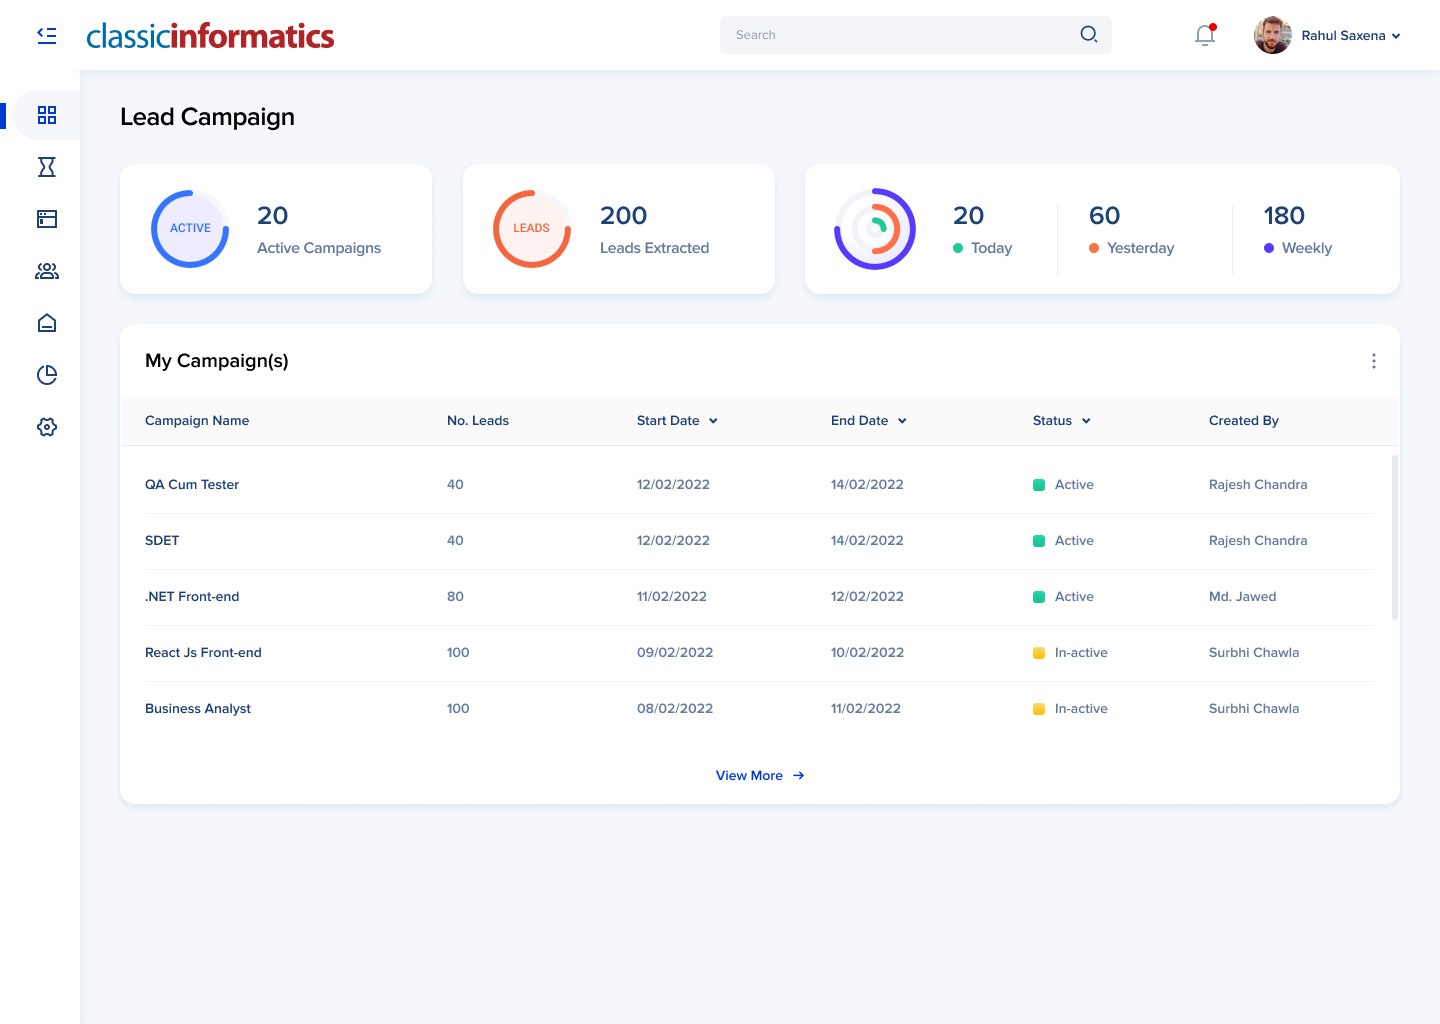 classicinformatics
Search
Rahul Saxena
Lead Campaign
ACTIVE
20
Active Campaigns
LEADS
200
Leads Extracted
20
Today
60
Yesterday
180
Weekly
My Campaign(s)
Campaign Name No. Leads Start Date End Date Status Created By
QA Cum Tester 40 12/02/2022 14/02/2022 Active Rajesh Chandra
SDET 40 12/02/2022 14/02/2022 Active Rajesh Chandra
.NET Front-end 80 11/02/2022 12/02/2022 Active Md. Jawed
React Js Front-end 100 09/02/2022 10/02/2022 In-active Surbhi Chawla
Business Analyst 100 08/02/2022 11/02/2022 In-active Surbhi Chawla
View More